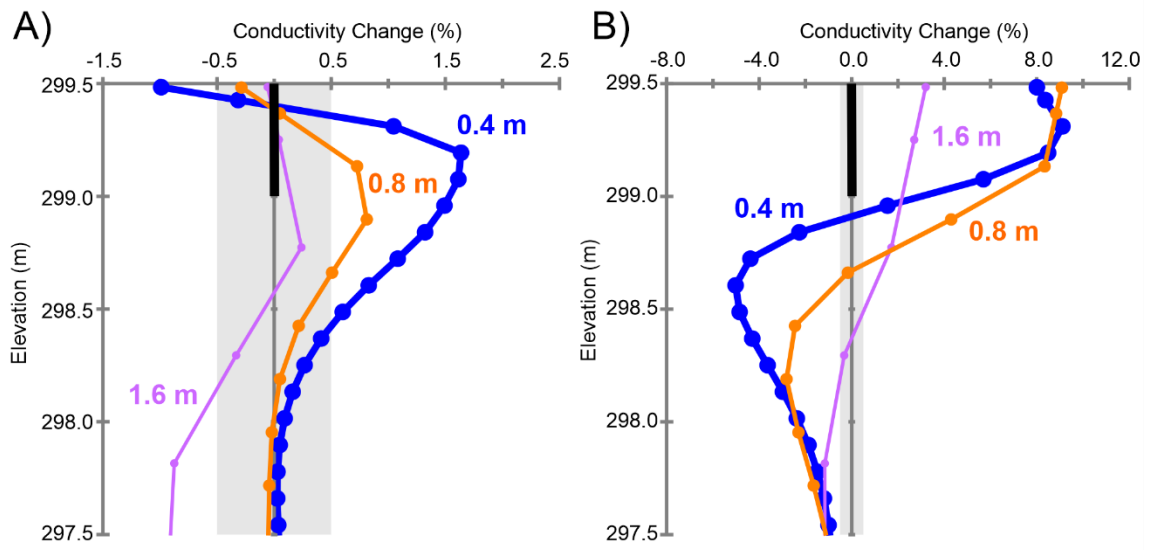 A)
Conductivity Change (%)
-1.5 -0.5 0.5 1.5 2.5
299.5
299.0
298.5
298.0
297.5
Elevation (m)
0.4 m
0.8 m
1.6 m
B)
Conductivity Change (%)
-8.0 -4.0 0.0 4.0 8.0 12.0
299.5
299.0
298.5
298.0
297.5
Elevation (m)
1.6 m
0.4 m
0.8 m